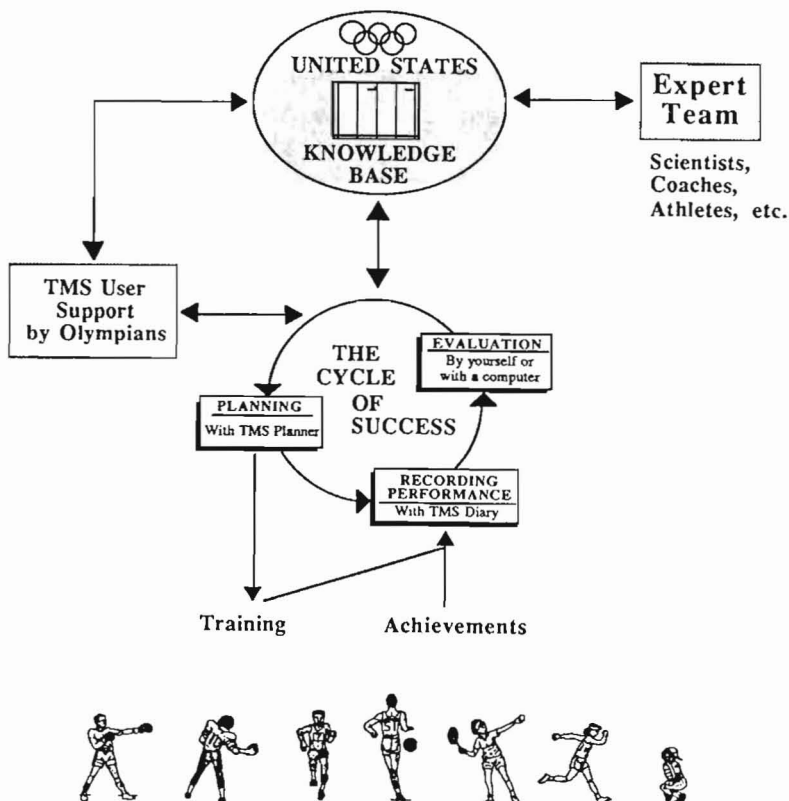 UNITED STATES
KNOWLEDGE
BASE
Expert
Team
Scientists,
Coaches,
Athletes, etc.
TMS User
Support
by Olympians
THE
CYCLE
OF
SUCCESS
EVALUATION
By yourself or
with a computer
PLANNING
With TMS Planner
RECORDING
PERFORMANCE
With TMS Diary
Training
Achievements